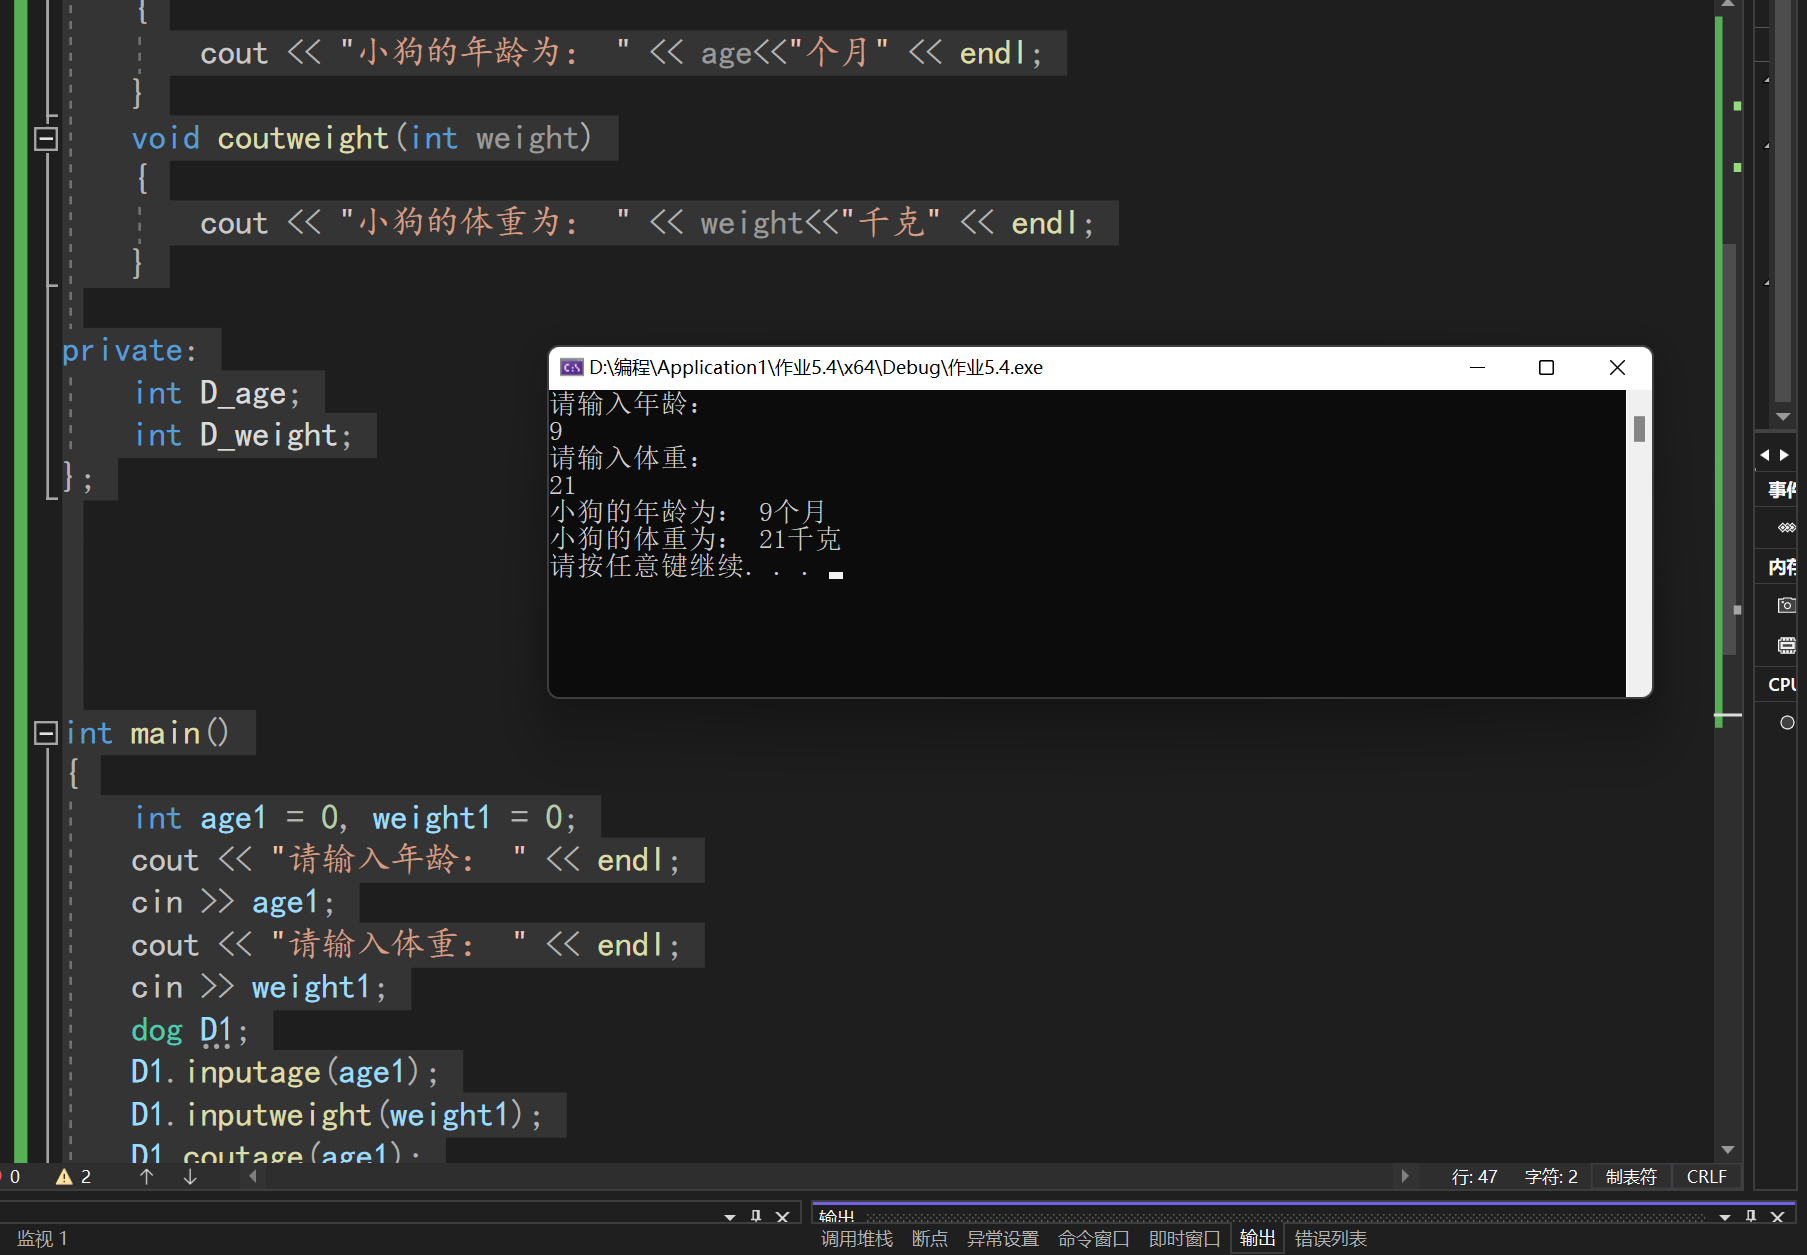 {
cout << "小狗的年龄为： " << age<<"个月" << endl;
}
void coutweight(int weight)
{
cout << "小狗的体重为： " << weight<<"千克" << endl;
}
private:
int D_age;
int D_weight;
};
D:\编程\Application1\作业5.4\x64\Debug\作业5.4.exe
请输入年龄：
9
请输入体重：
21
小狗的年龄为： 9个月
小狗的体重为： 21千克
请按任意键继续. . .
事件
内存
CPU
int main()
{
int age1 = 0, weight1 = 0;
cout << "请输入年龄： " << endl;
cin >> age1;
cout << "请输入体重： " << endl;
cin >> weight1;
dog D1;
D1.inputage(age1);
D1.inputweight(weight1);
D1.coutage(age1);
0 2 行: 47 字符: 2 制表符 CRLF
输出
监视 1
调用堆栈 断点 异常设置 命令窗口 即时窗口 输出 错误列表